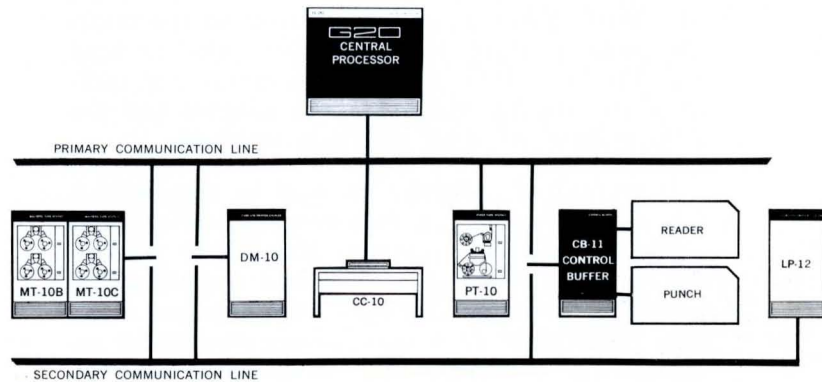 G20
CENTRAL
PROCESSOR
PRIMARY COMMUNICATION LINE
MT-10B
MT-10C
DM-10
CC-10
PT-10
CB-11
CONTROL
BUFFER
READER
PUNCH
LP-12
SECONDARY COMMUNICATION LINE